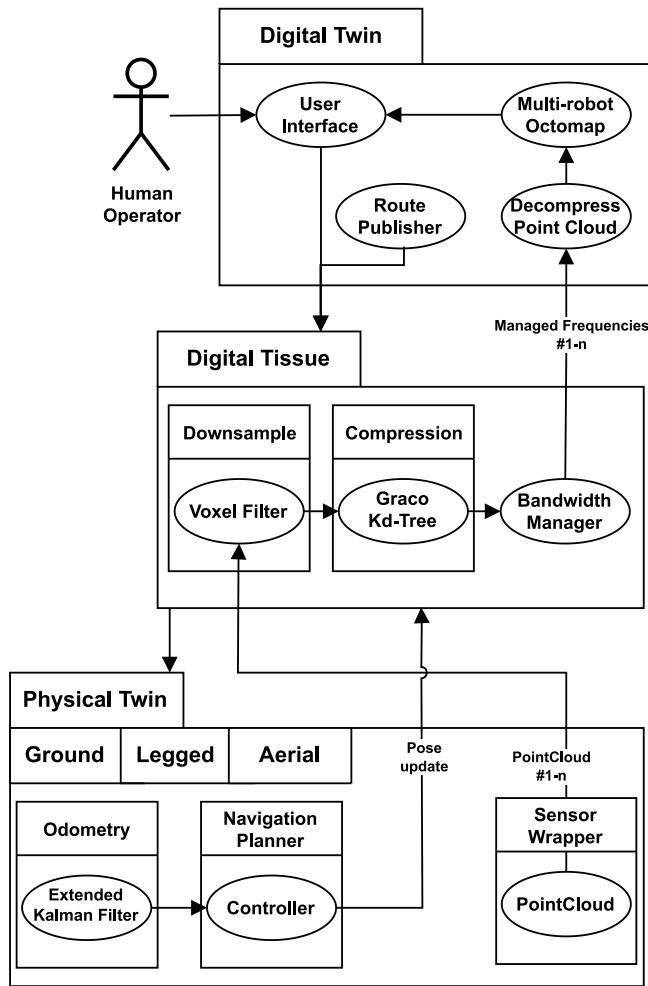 Digital Twin
User
Interface
Multi-robot
Octomap
Human
Operator
Route
Publisher
Decompress
Point Cloud
Managed Frequencies
#1-n
Digital Tissue
Downsample
Compression
Voxel Filter
Graco
Kd-Tree
Bandwidth
Manager
Physical Twin
Ground
Legged
Aerial
Pose
update
PointCloud
#1-n
Odometry
Navigation
Planner
Sensor
Wrapper
Extended
Kalman Filter
Controller
PointCloud